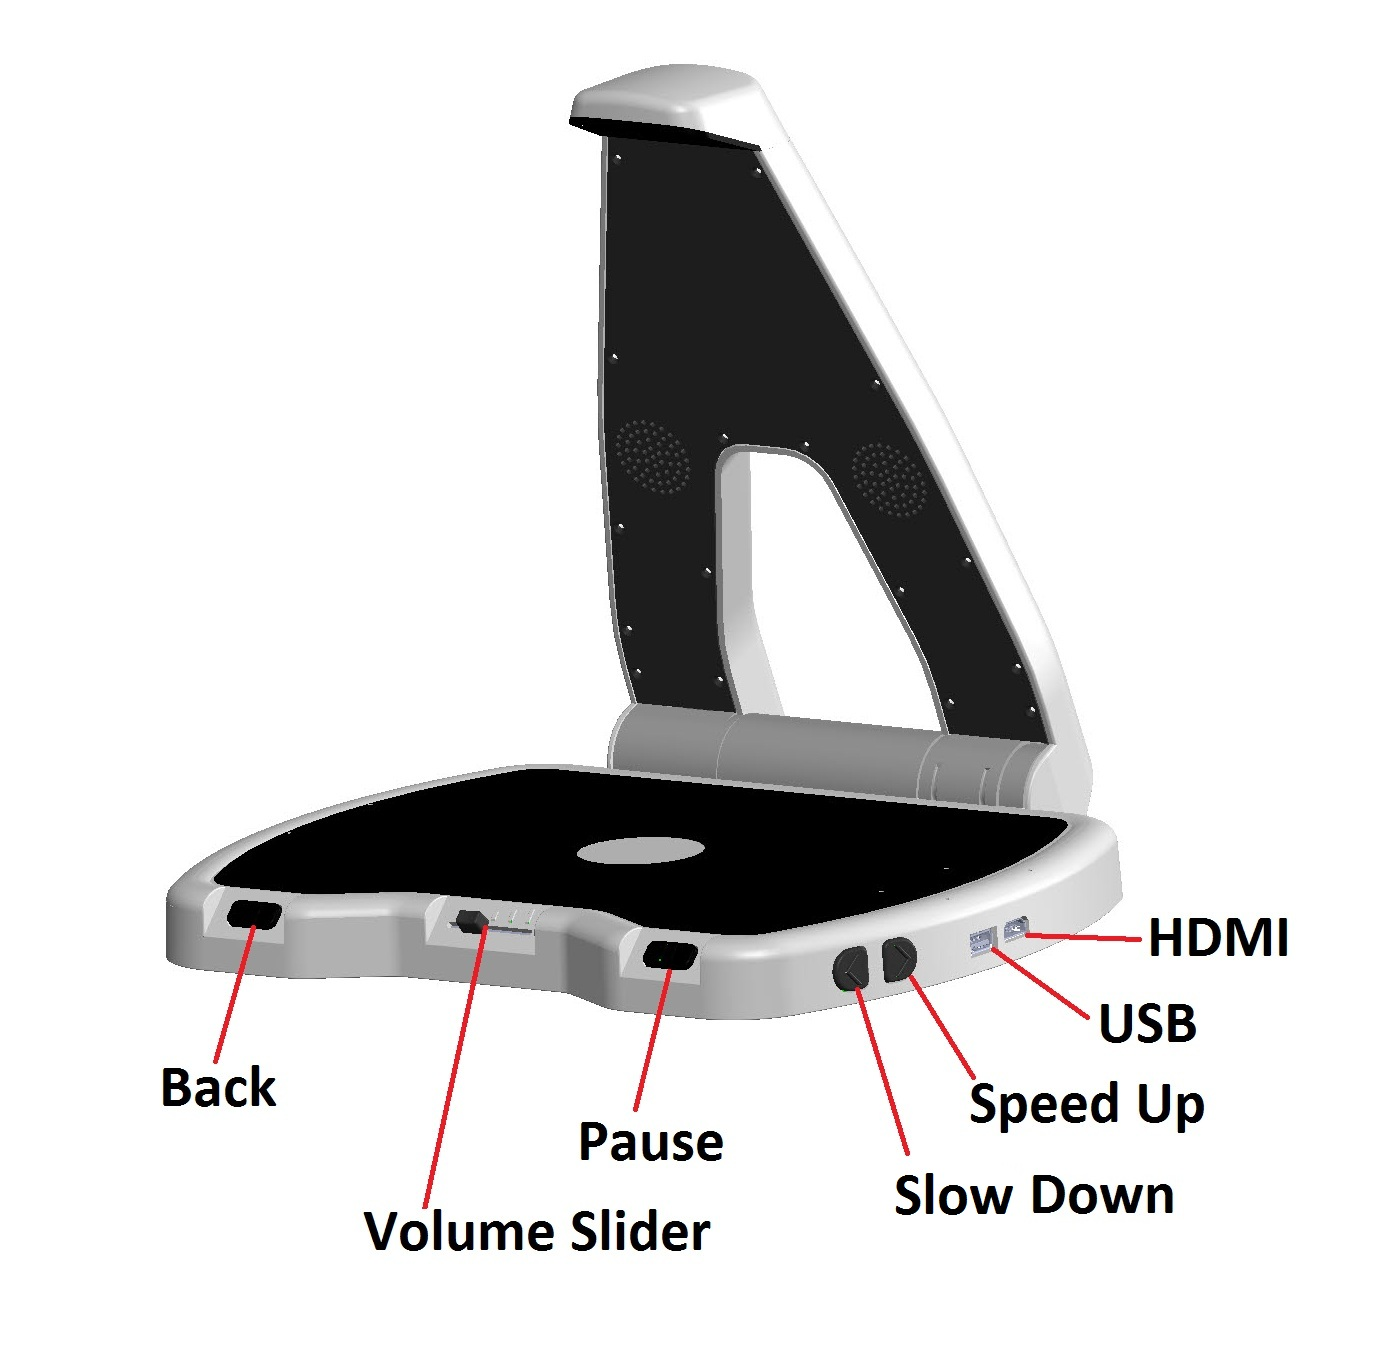 HDMI
USB
Back
Speed Up
Pause
Slow Down
Volume Slider